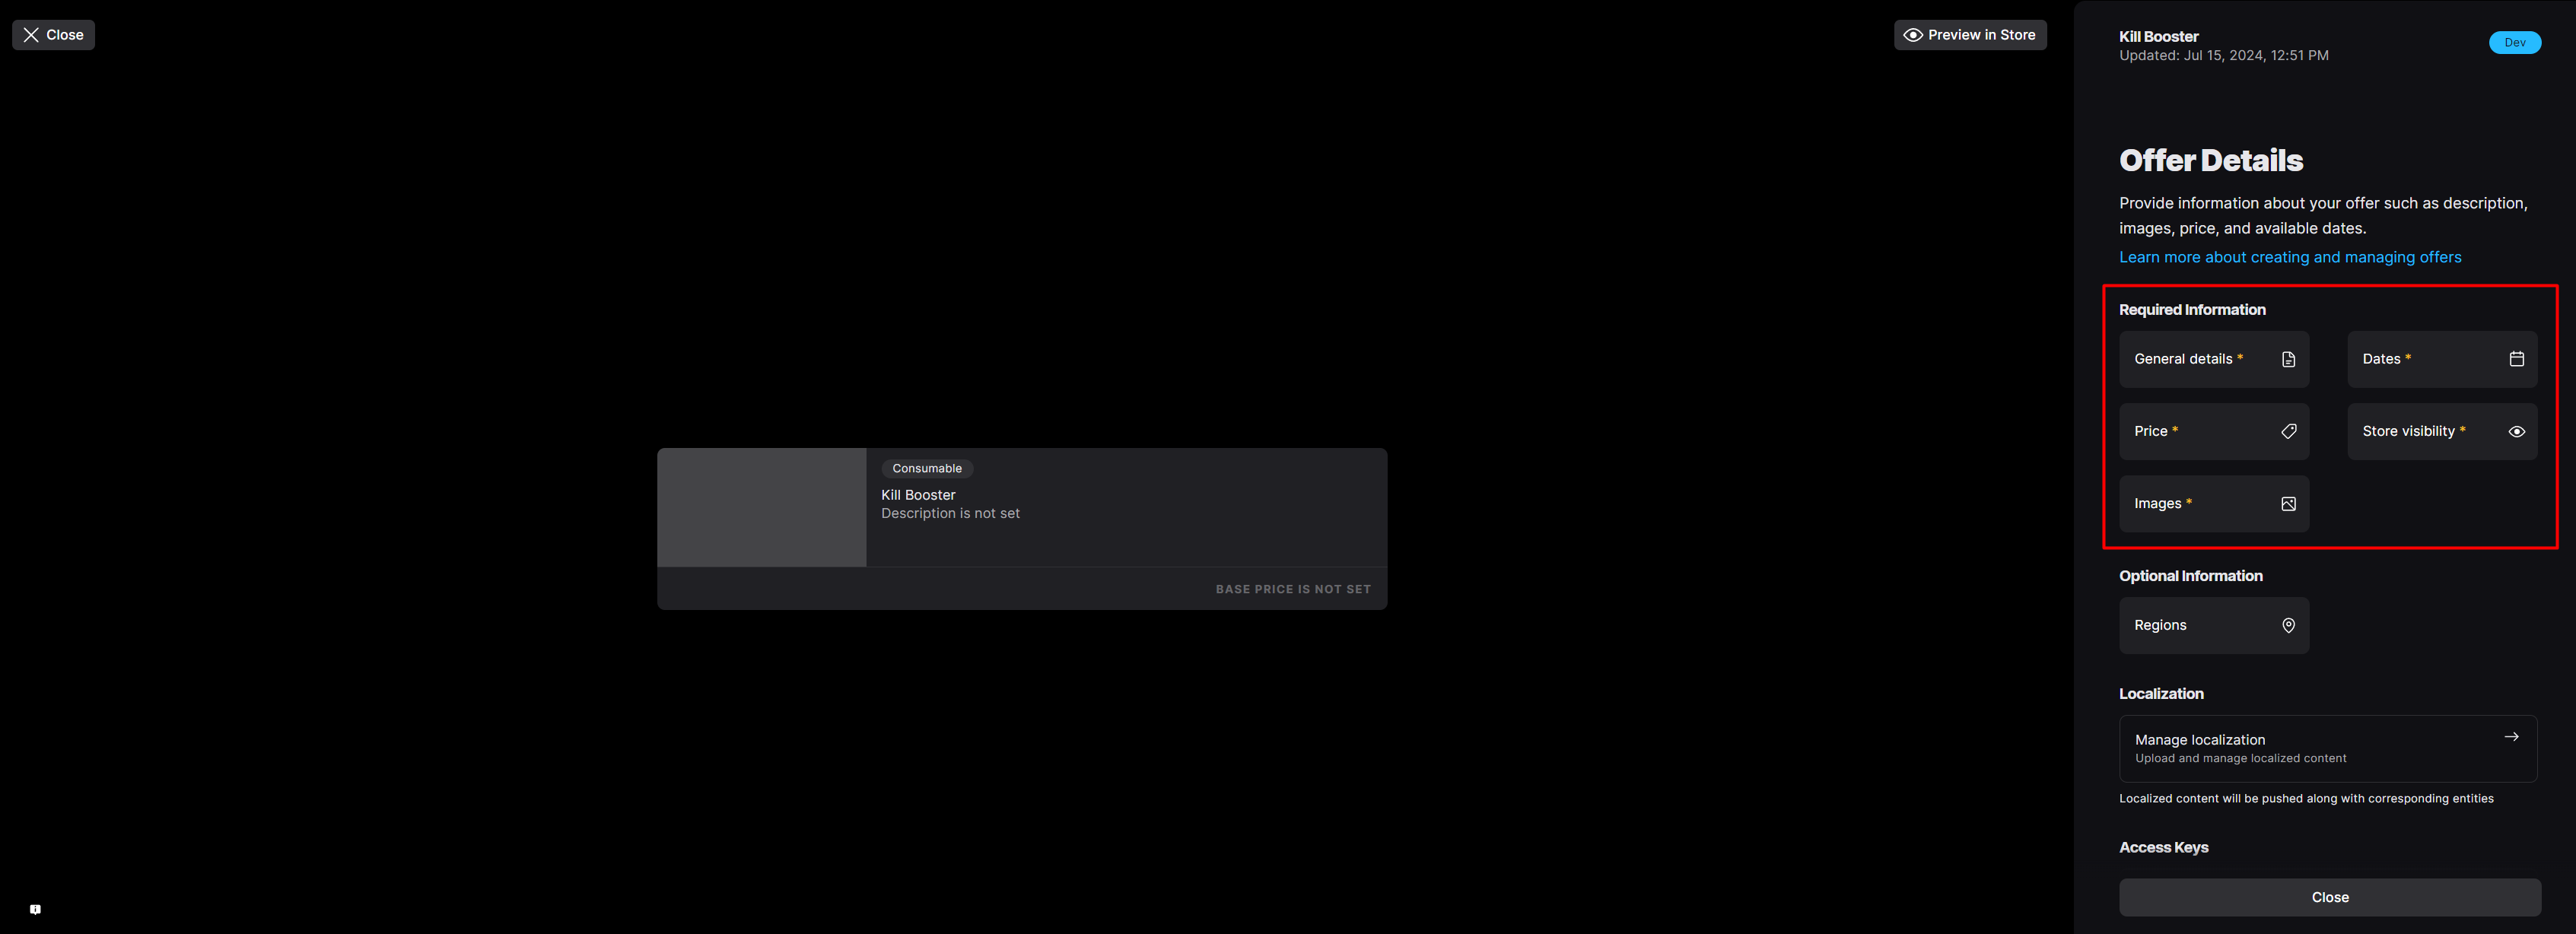 Close
Preview in Store
Consumable
Kill Booster
Description is not set
BASE PRICE IS NOT SET
Kill Booster
Updated: Jul 15, 2024, 12:51 PM
Dev
Offer Details
Provide information about your offer such as description,
images, price, and available dates.
Learn more about creating and managing offers
Required Information
General details *
Dates *
Price *
Store visibility *
Images *
Optional Information
Regions
Localization
Manage localization
Upload and manage localized content
Localized content will be pushed along with corresponding entities
Access Keys
Close